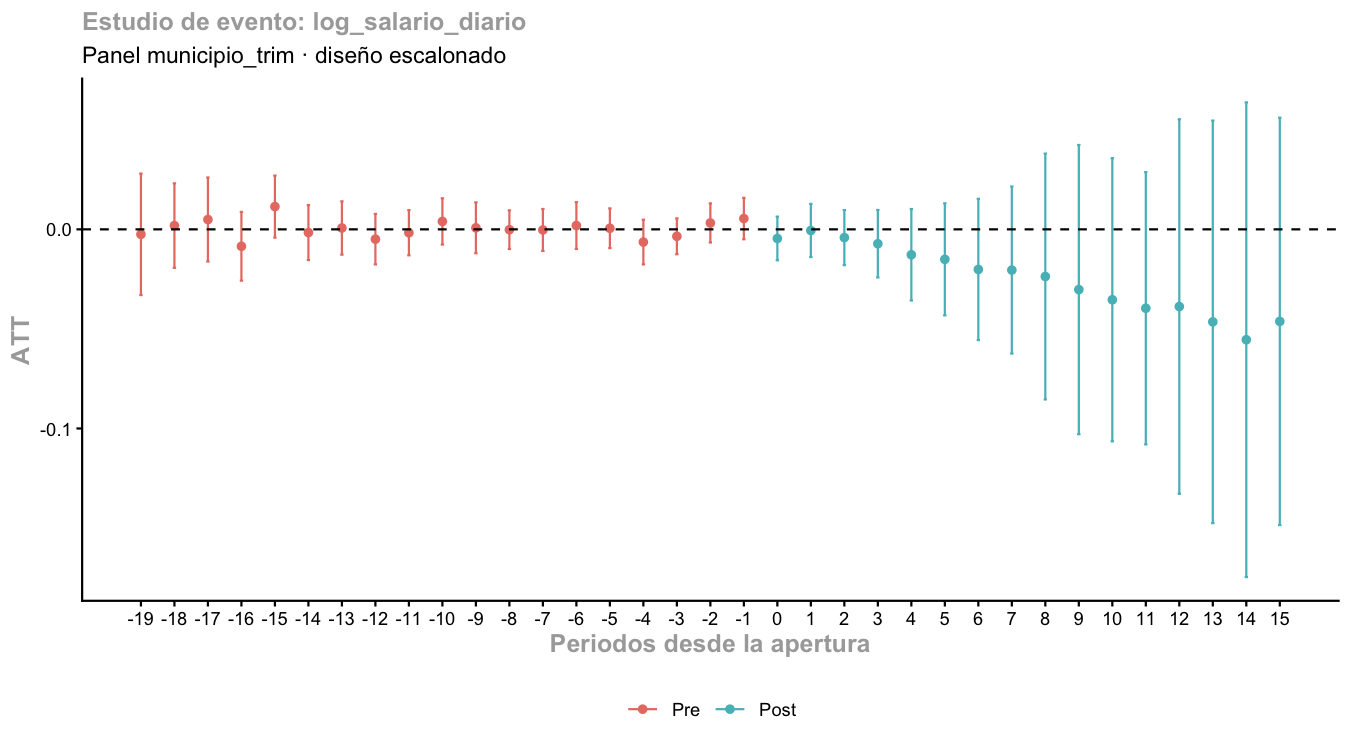 Estudio de evento: log_salario_diario
Panel municipio_trim · diseño escalonado
ATT
0.0
-0.1
-19 -18 -17 -16 -15 -14 -13 -12 -11 -10 -9 -8 -7 -6 -5 -4 -3 -2 -1 0 1 2 3 4 5 6 7 8 9 10 11 12 13 14 15
Periodos desde la apertura
Pre Post